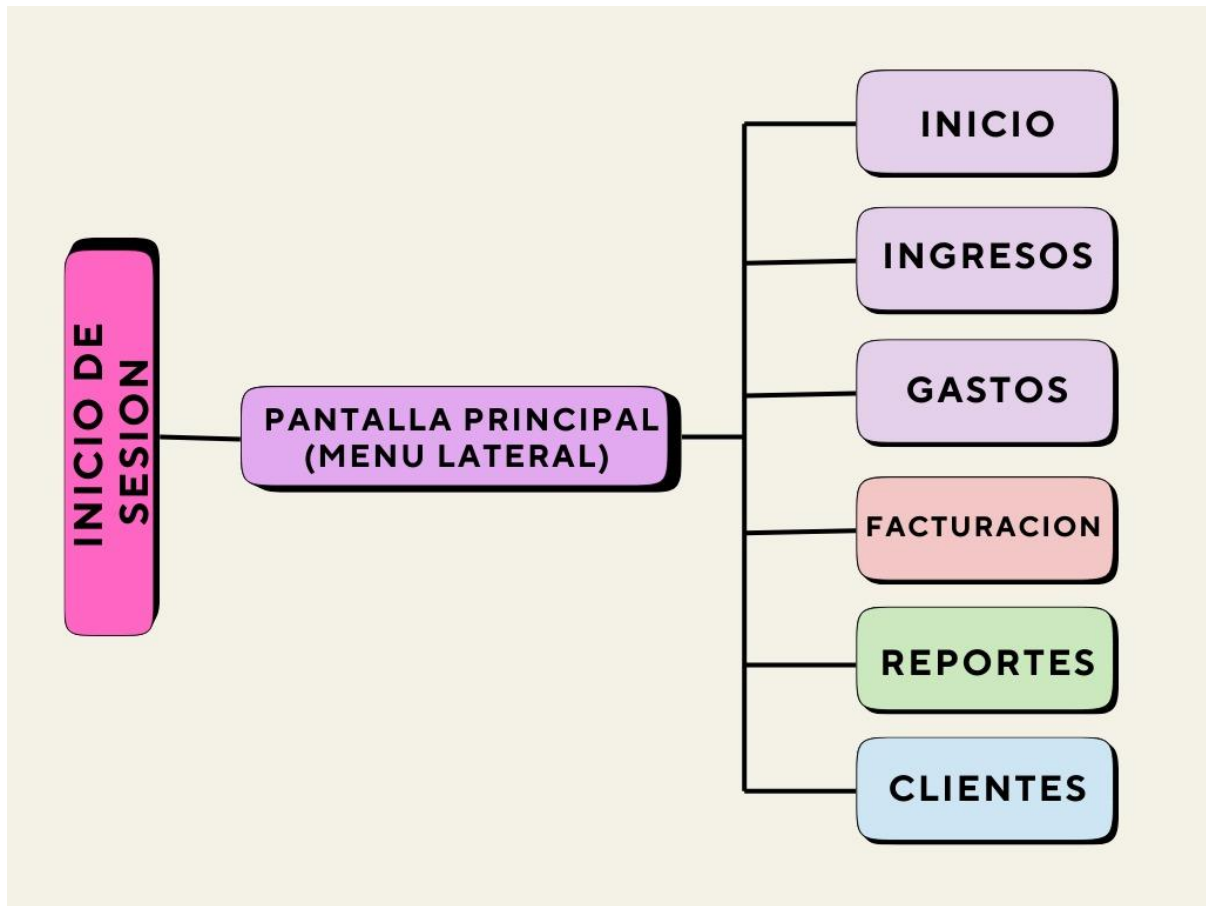 INICIO DE
SESION
PANTALLA PRINCIPAL
(MENU LATERAL)
INICIO
INGRESOS
GASTOS
FACTURACION
REPORTES
CLIENTES